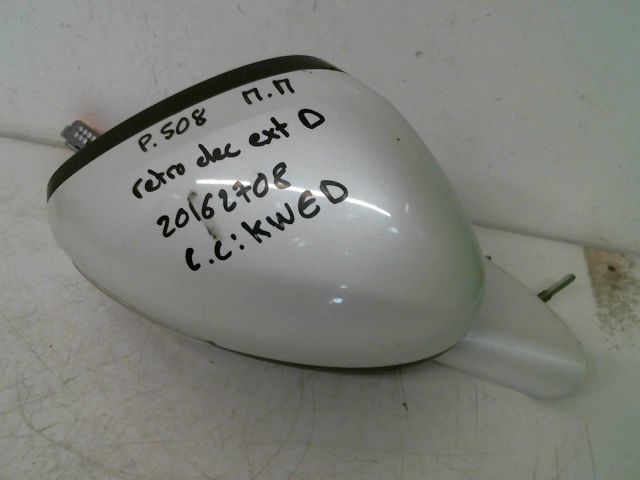 P.508 M.M
retro elec ext D
20162708
C.C:KWED